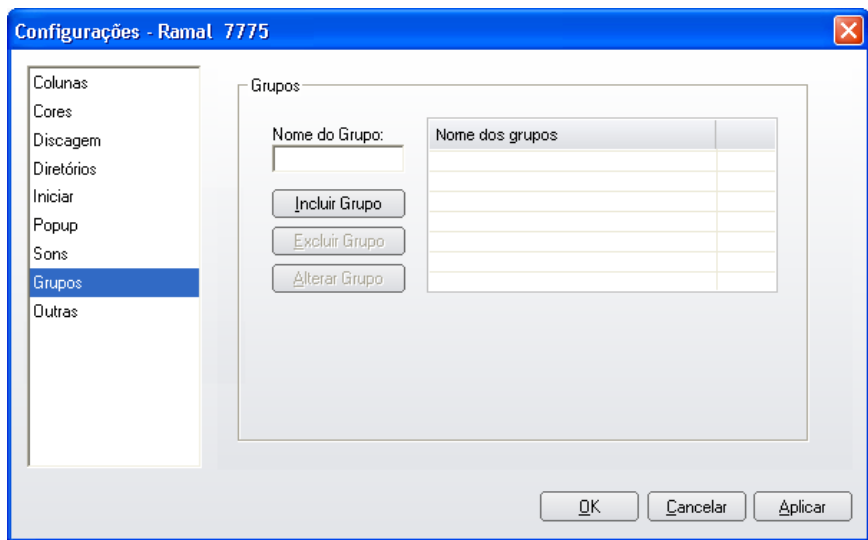 Configurações - Ramal 7775
Colunas
Cores
Discagem
Diretórios
Iniciar
Popup
Sons
Grupos
Outras
Grupos
Nome do Grupo:
Incluir Grupo
Excluir Grupo
Alterar Grupo
Nome dos grupos
OK
Cancelar
Aplicar